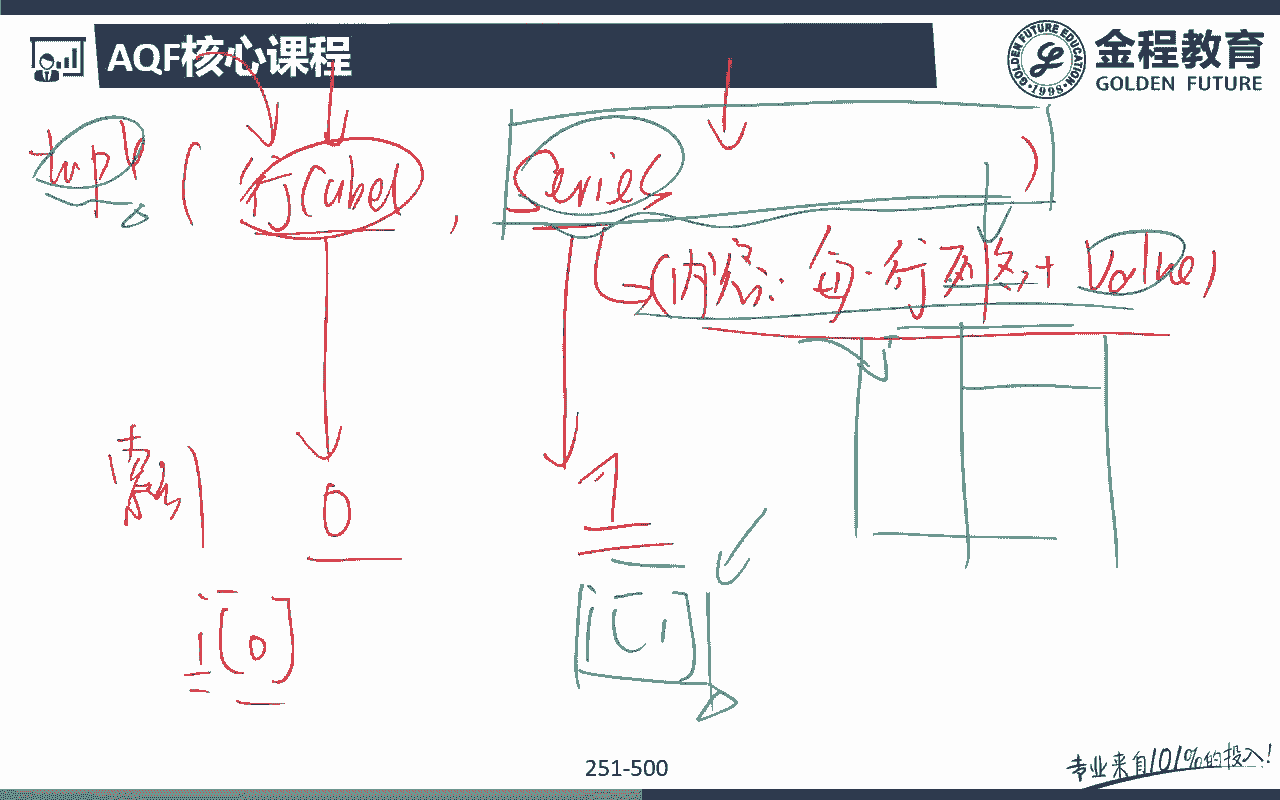 AQF核心课程
金程教育
GOLDEN FUTURE
GOLDEN FUTURE EDUCATION
1998
tuple ( 行label , Series )
(内容: 每一行 + Value)
索引 0 1
i[0] i[1]
251-500
专业来自101%的投入!